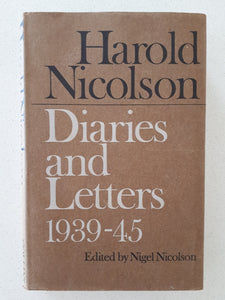 Harold
Nicolson
Diaries
and
Letters
1939-45
Edited by Nigel Nicolson